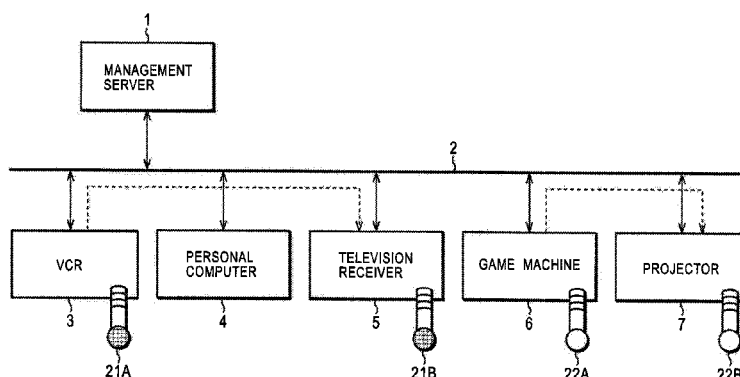 1
MANAGEMENT
SERVER
2
VCR
PERSONAL
COMPUTER
TELEVISION
RECEIVER
GAME MACHINE
PROJECTOR
3
4
5
6
7
21A
21B
22A
22B